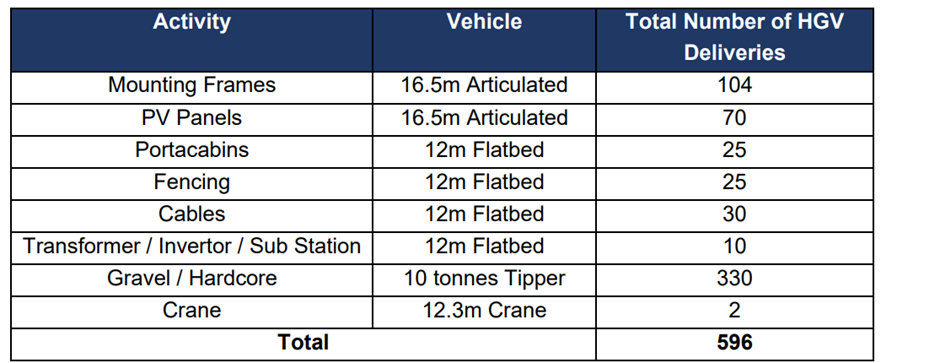 Activity Vehicle Total Number of HGV
Deliveries
Mounting Frames 16.5m Articulated 104
PV Panels 16.5m Articulated 70
Portacabins 12m Flatbed 25
Fencing 12m Flatbed 25
Cables 12m Flatbed 30
Transformer / Invertor / Sub Station 12m Flatbed 10
Gravel / Hardcore 10 tonnes Tipper 330
Crane 12.3m Crane 2
Total 596